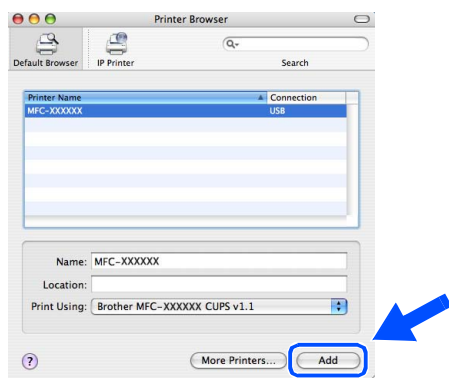 Printer Browser
Default Browser IP Printer Search
Printer Name Connection
MFC-XXXXXX USB
Name: MFC-XXXXXX
Location:
Print Using: Brother MFC-XXXXXX CUPS v1.1
? More Printers... Add